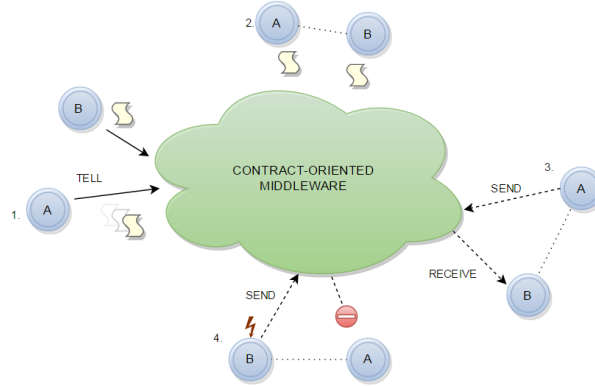 2. A
B
B
TELL
1. A
CONTRACT-ORIENTED
MIDDLEWARE
3.
SEND
A
RECEIVE
B
SEND
4.
B
A